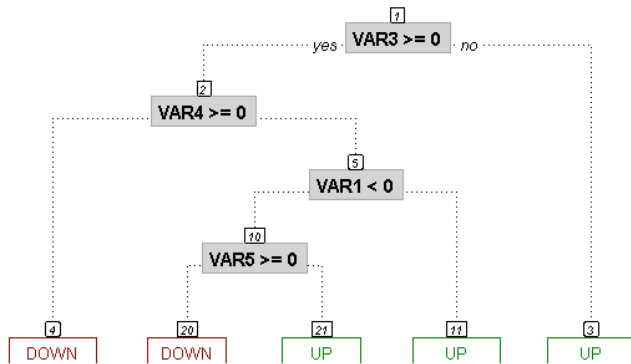 1
yes VAR3 >= 0 no
2
VAR4 >= 0
5
VAR1 < 0
10
VAR5 >= 0
4 20 21 11 3
DOWN DOWN UP UP UP